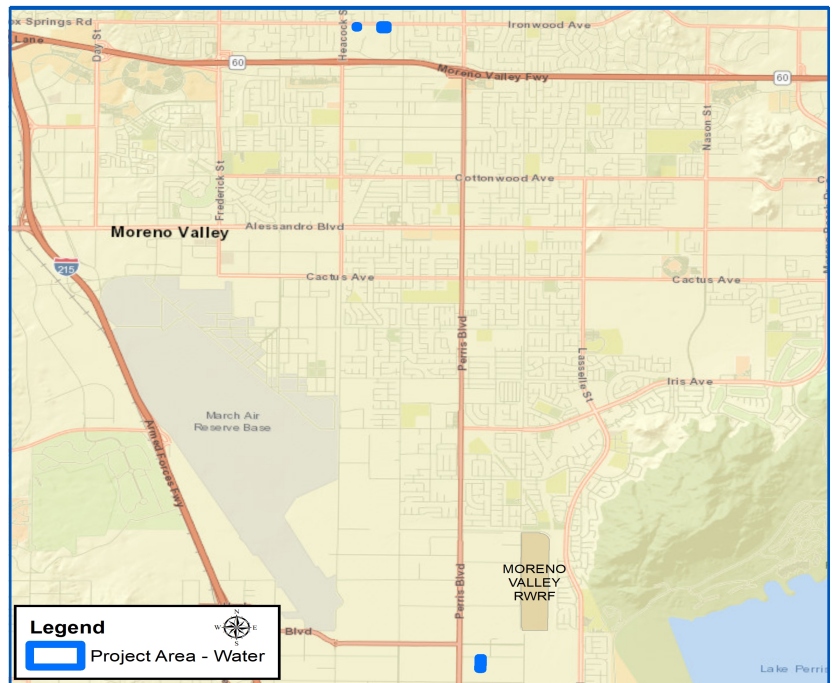 ox Springs Rd
Lane
Day St
Heacock S
Ironwood Ave
60
Moreno Valley Fwy
60
Nason St
Frederick St
Cottonwood Ave
Moreno Valley
Alessandro Blvd
215
Cactus Ave
Cactus Ave
Perris Blvd
Lasselle St
Iris Ave
March Air
Reserve Base
Armed Forces Fwy
MORENO
VALLEY
RWRF
Perris Blvd
Blvd
Lake Perris
Legend
N
W
E
S
Project Area - Water